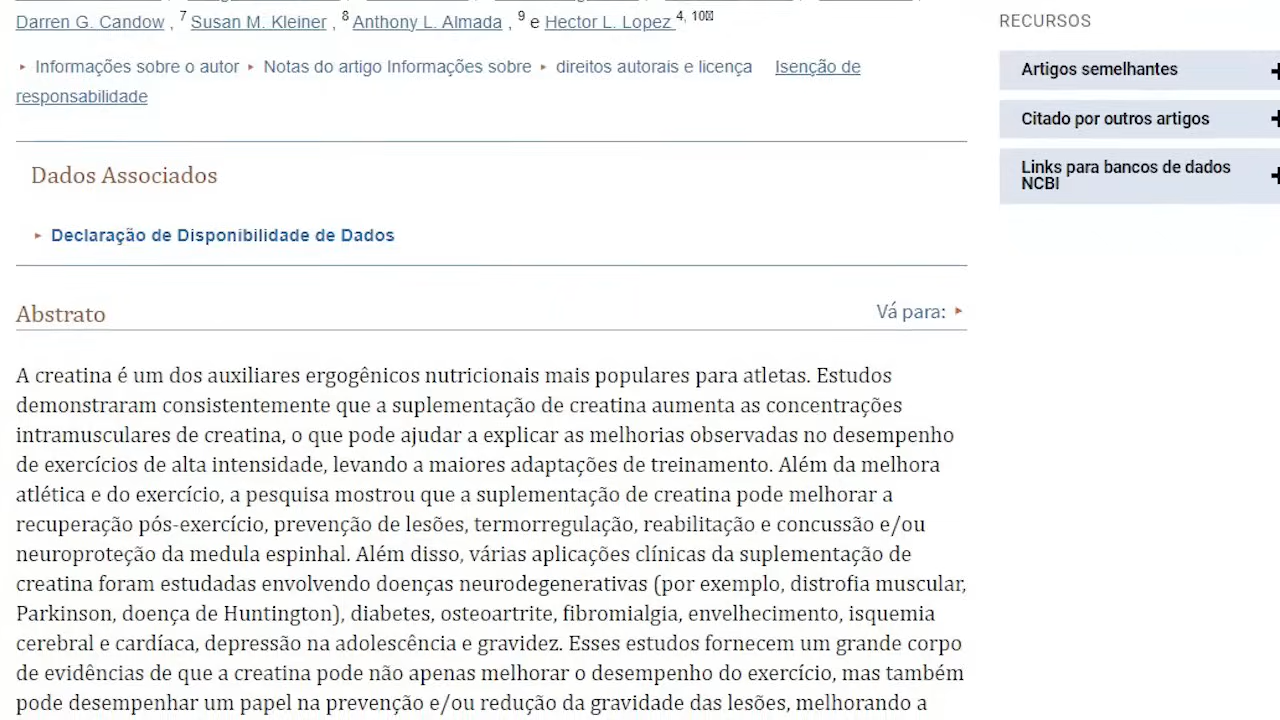 Darren G. Candow , 7 Susan M. Kleiner , 8 Anthony L. Almada , 9 e Hector L. Lopez 4, 10
▸ Informações sobre o autor ▸ Notas do artigo Informações sobre ▸ direitos autorais e licença Isenção de
responsabilidade
Dados Associados
▸ Declaração de Disponibilidade de Dados
Abstrato
Vá para: ▸
A creatina é um dos auxiliares ergogênicos nutricionais mais populares para atletas. Estudos
demonstraram consistentemente que a suplementação de creatina aumenta as concentrações
intramusculares de creatina, o que pode ajudar a explicar as melhorias observadas no desempenho
de exercícios de alta intensidade, levando a maiores adaptações de treinamento. Além da melhora
atlética e do exercício, a pesquisa mostrou que a suplementação de creatina pode melhorar a
recuperação pós-exercício, prevenção de lesões, termorregulação, reabilitação e concussão e/ou
neuroproteção da medula espinhal. Além disso, várias aplicações clínicas da suplementação de
creatina foram estudadas envolvendo doenças neurodegenerativas (por exemplo, distrofia muscular,
Parkinson, doença de Huntington), diabetes, osteoartrite, fibromialgia, envelhecimento, isquemia
cerebral e cardíaca, depressão na adolescência e gravidez. Esses estudos fornecem um grande corpo
de evidências de que a creatina pode não apenas melhorar o desempenho do exercício, mas também
pode desempenhar um papel na prevenção e/ou redução da gravidade das lesões, melhorando a
RECURSOS
Artigos semelhantes
Citado por outros artigos
Links para bancos de dados
NCBI